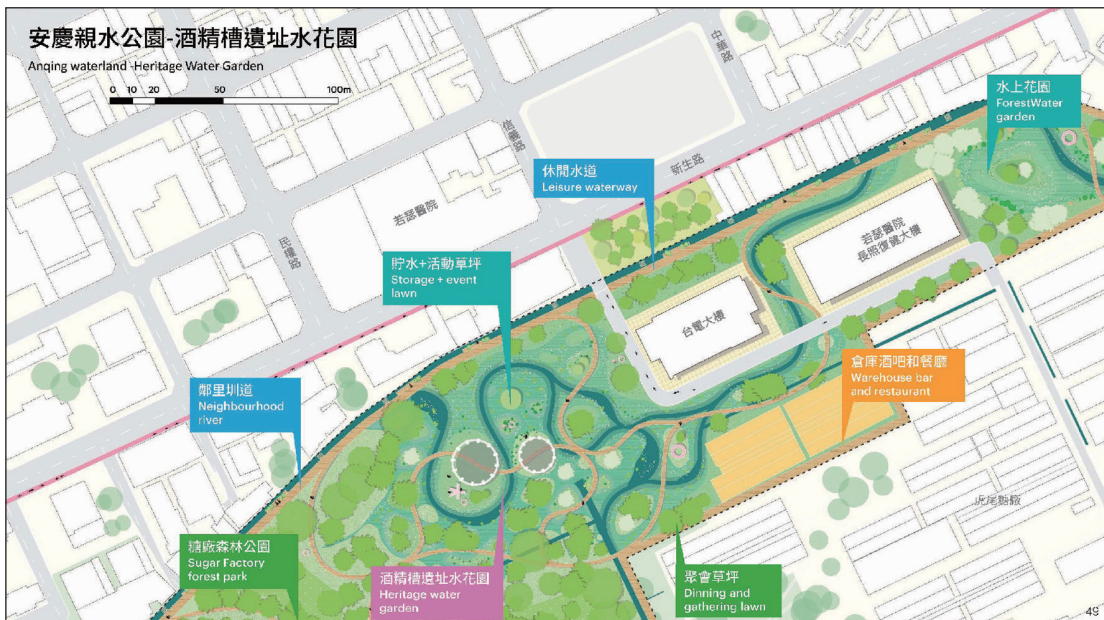 安慶親水公園-酒精槽遺址水花園
Anqing waterland -Heritage Water Garden
0 10 20 50 100m
中華路
信義路
新生路
民權路
若瑟醫院
水上花園
ForestWater
garden
休閒水道
Leisure waterway
貯水+活動草坪
Storage + event
lawn
若瑟醫院
長照復健大樓
台電大樓
倉庫酒吧和餐廳
Warehouse bar
and restaurant
鄰里圳道
Neighbourhood
river
虎尾糖廠
糖廠森林公園
Sugar Factory
forest park
酒精槽遺址水花園
Heritage water
garden
聚會草坪
Dinning and
gathering lawn
49